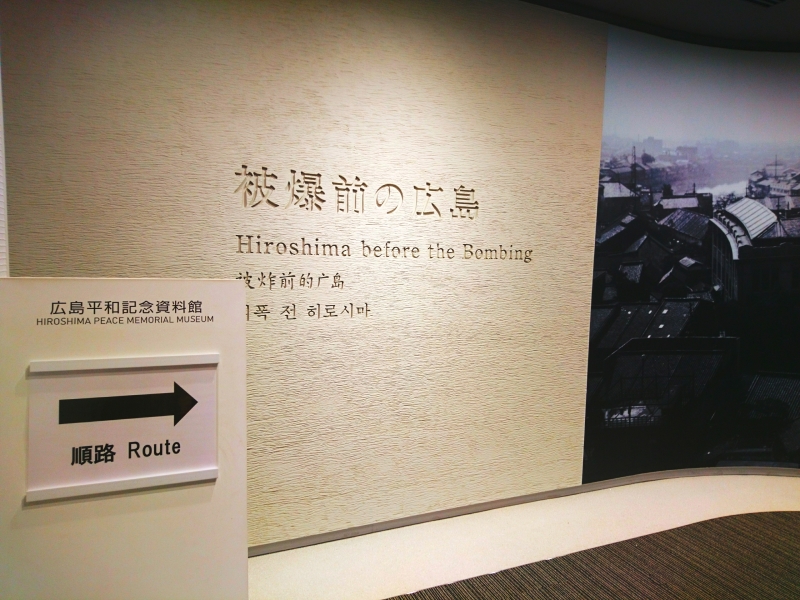 被爆前の広島
Hiroshima before the Bombing
被炸前的广岛
전 히로시마
広島平和記念資料館
HIROSHIMA PEACE MEMORIAL MUSEUM
順路 Route